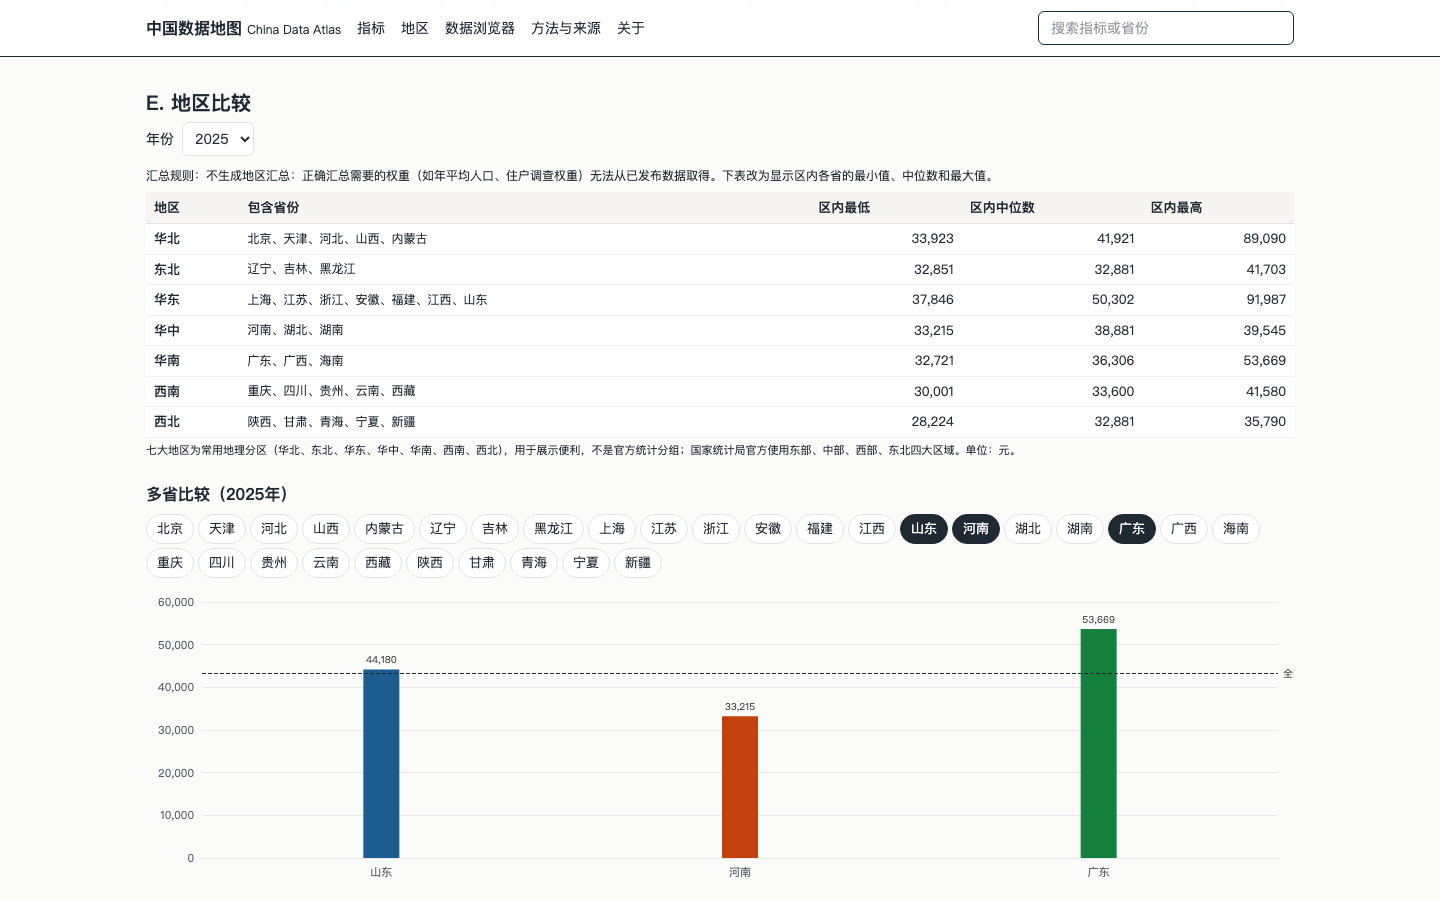 中国数据地图 China Data Atlas 指标 地区 数据浏览器 方法与来源 关于 搜索指标或省份
E. 地区比较
年份 2025
汇总规则：不生成地区汇总：正确汇总需要的权重（如年平均人口、住户调查权重）无法从已发布数据取得。下表改为显示区内各省的最小值、中位数和最大值。
地区 包含省份 区内最低 区内中位数 区内最高
华北 北京、天津、河北、山西、内蒙古 33,923 41,921 89,090
东北 辽宁、吉林、黑龙江 32,851 32,881 41,703
华东 上海、江苏、浙江、安徽、福建、江西、山东 37,846 50,302 91,987
华中 河南、湖北、湖南 33,215 38,881 39,545
华南 广东、广西、海南 32,721 36,306 53,669
西南 重庆、四川、贵州、云南、西藏 30,001 33,600 41,580
西北 陕西、甘肃、青海、宁夏、新疆 28,224 32,881 35,790
七大地区为常用地理分区（华北、东北、华东、华中、华南、西南、西北），用于展示便利，不是官方统计分组；国家统计局官方使用东部、中部、西部、东北四大区域。单位：元。
多省比较（2025年）
北京 天津 河北 山西 内蒙古 辽宁 吉林 黑龙江 上海 江苏 浙江 安徽 福建 江西 山东 河南 湖北 湖南 广东 广西 海南
重庆 四川 贵州 云南 西藏 陕西 甘肃 青海 宁夏 新疆
60,000
53,669
50,000
44,180
全
40,000
33,215
30,000
20,000
10,000
0
山东 河南 广东